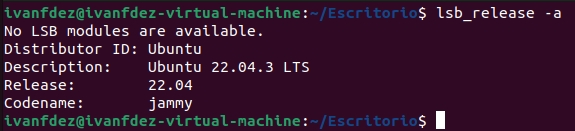 ivanfdez@ivanfdez-virtual-machine:~/Escritorio$ lsb_release -a
No LSB modules are available.
Distributor ID: Ubuntu
Description:    Ubuntu 22.04.3 LTS
Release:        22.04
Codename:       jammy
ivanfdez@ivanfdez-virtual-machine:~/Escritorio$